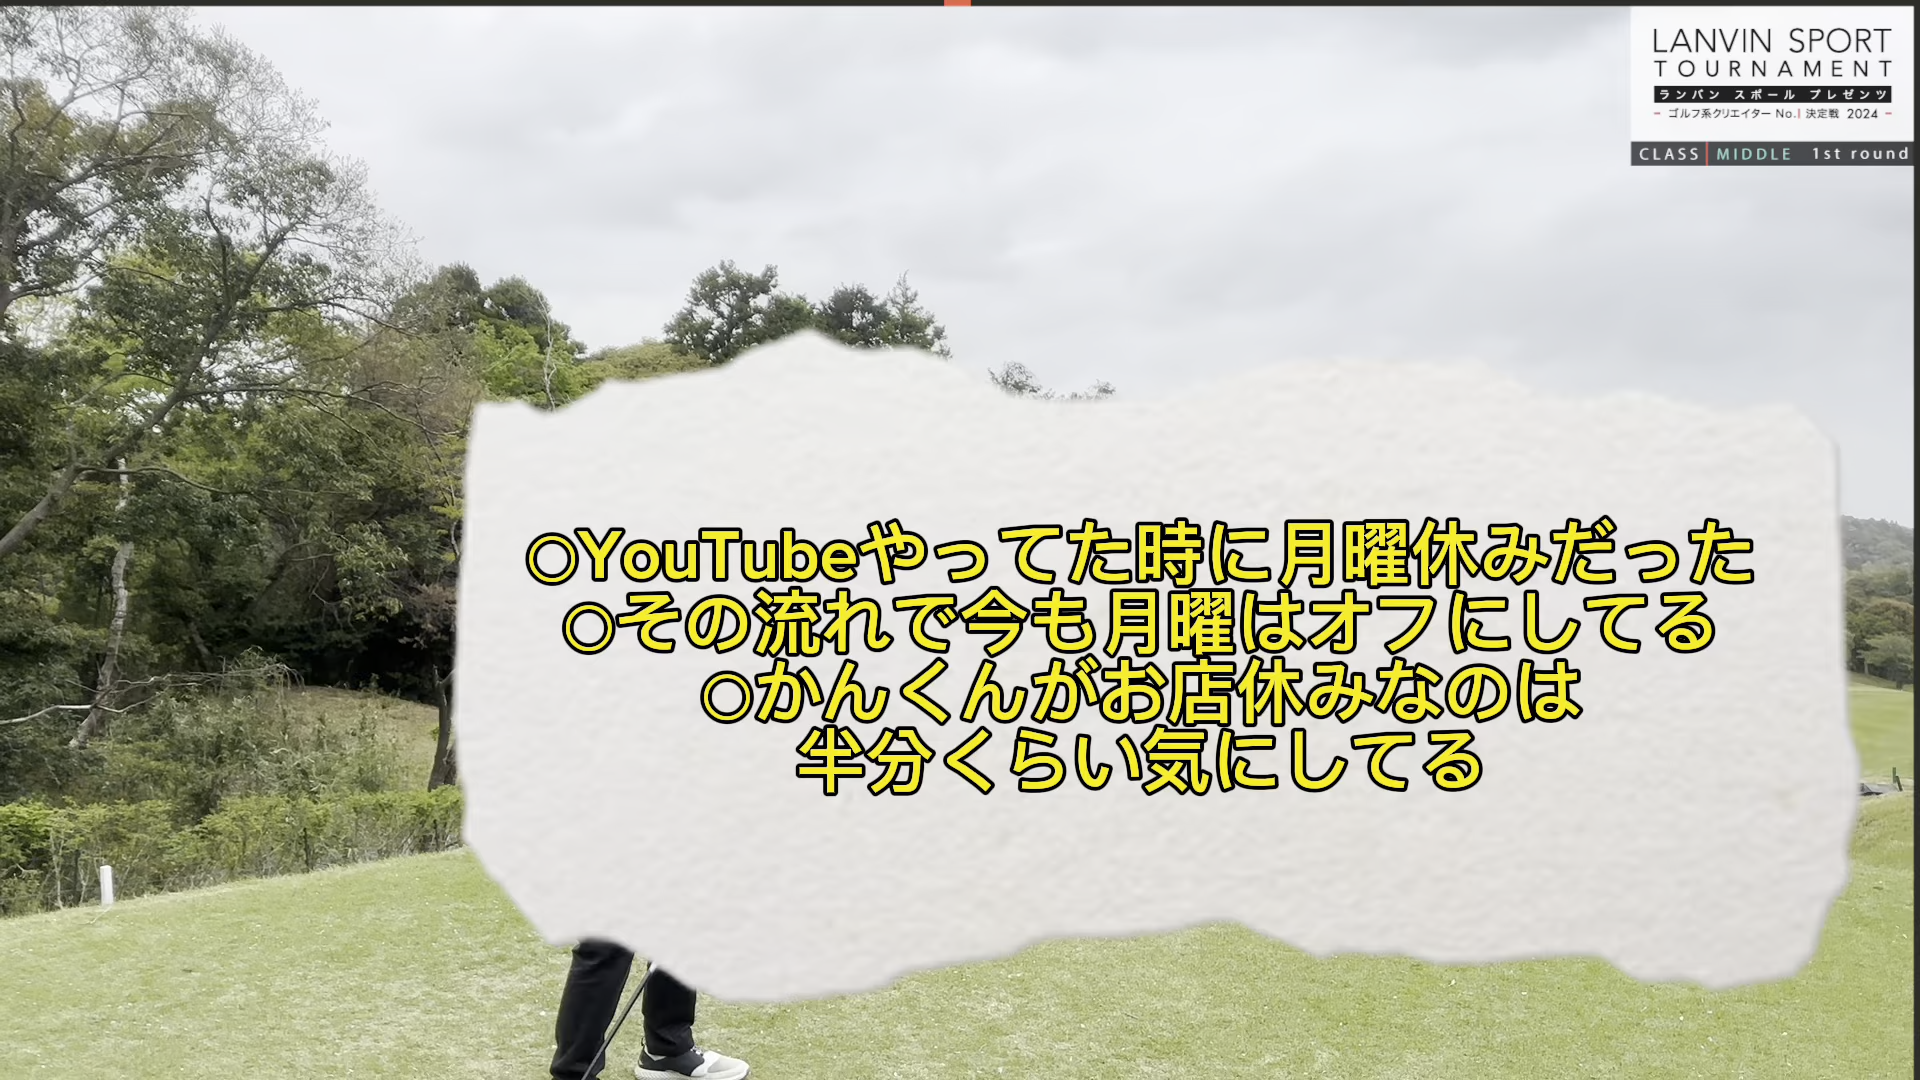 LANVIN SPORT
TOURNAMENT
ランバン スポール プレゼンツ
- ゴルフ系クリエイター No.1 決定戦 2024 -
CLASS | MIDDLE 1st round
○YouTubeやってた時に月曜休みだった
○その流れで今も月曜はオフにしてる
○かんくんがお店休みなのは
半分くらい気にしてる